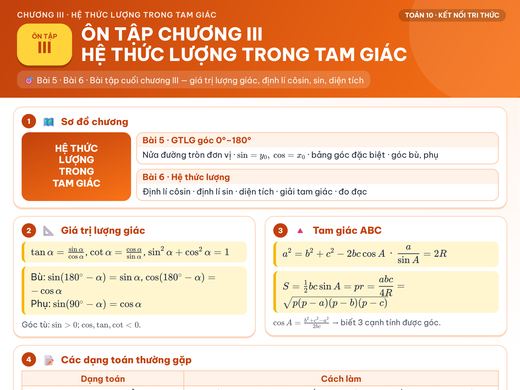 CHƯƠNG III · HỆ THỨC LƯỢNG TRONG TAM GIÁC
TOÁN 10 · KẾT NỐI TRI THỨC
ÔN TẬP
III
ÔN TẬP CHƯƠNG III
HỆ THỨC LƯỢNG TRONG TAM GIÁC
Bài 5 · Bài 6 · Bài tập cuối chương III — giá trị lượng giác, định lí côsin, sin, diện tích
1 Sơ đồ chương
HỆ THỨC
LƯỢNG
TRONG
TAM GIÁC
Bài 5 · GTLG góc 0°–180°
Nửa đường tròn đơn vị · sin = y₀, cos = x₀ · bảng góc đặc biệt · góc bù, phụ
Bài 6 · Hệ thức lượng
Định lí côsin · định lí sin · diện tích · giải tam giác · đo đạc
2 Giá trị lượng giác
tan α = sin α/cos α, cot α = cos α/sin α, sin² α + cos² α = 1
Bù: sin(180° − α) = sin α, cos(180° − α) =
− cos α
Phụ: sin(90° − α) = cos α
Góc tù: sin > 0; cos, tan, cot < 0.
3 Tam giác ABC
a² = b² + c² − 2bc cos A · a/sin A = 2R
S = ½bc sin A = pr = abc/4R =
√(p(p − a)(p − b)(p − c))
cos A = (b²+c²−a²)/2bc → biết 3 cạnh tính được góc.
4 Các dạng toán thường gặp
Dạng toán
Cách làm